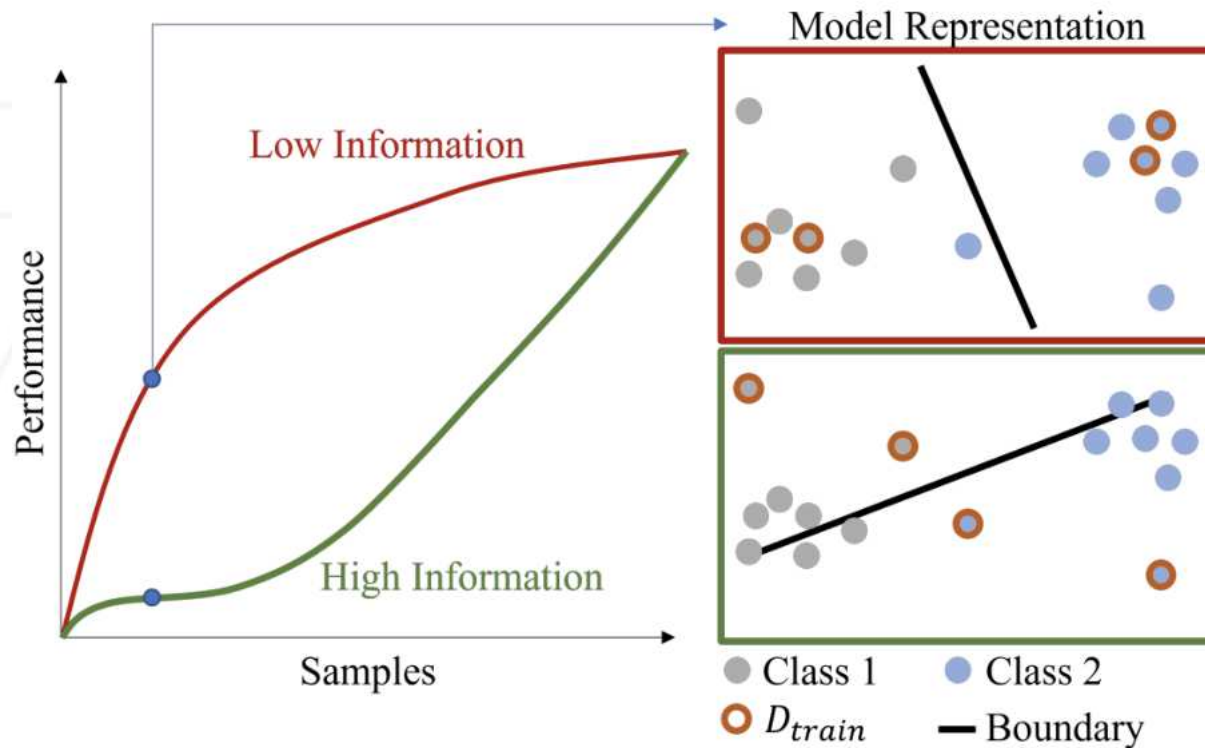 Model Representation
Low Information
Performance
High Information
Samples
Class 1
Class 2
D_train
Boundary